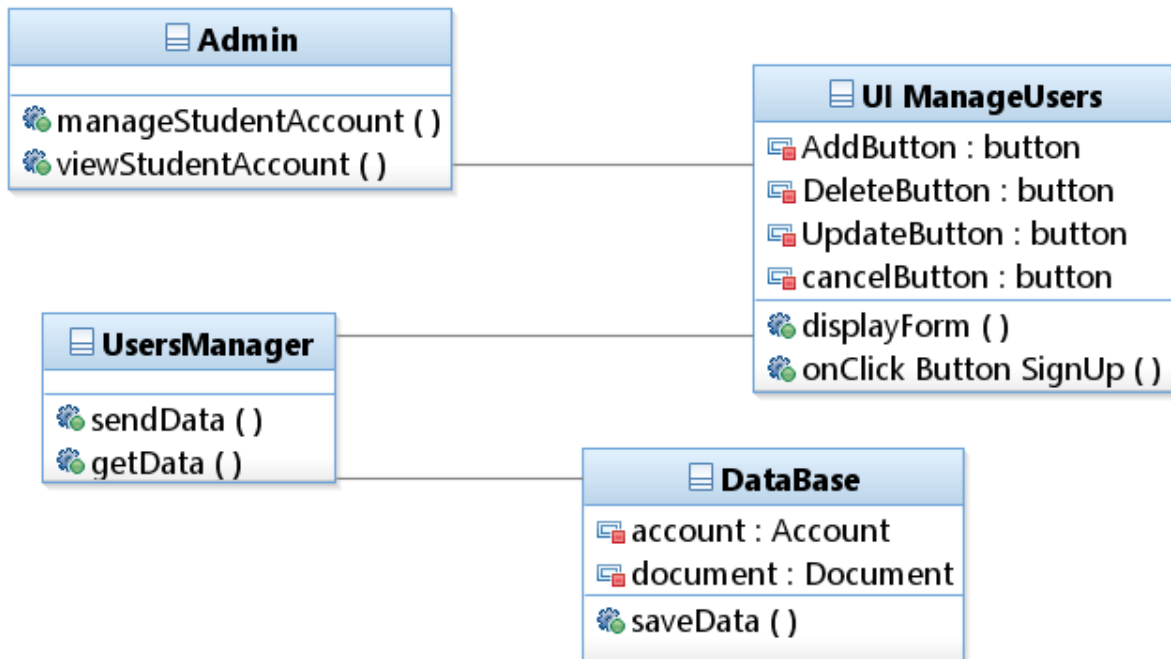 Admin
manageStudentAccount ( )
viewStudentAccount ( )
UI ManageUsers
AddButton : button
DeleteButton : button
UpdateButton : button
cancelButton : button
displayForm ( )
onClick Button SignUp ( )
UsersManager
sendData ( )
getData ( )
DataBase
account : Account
document : Document
saveData ( )